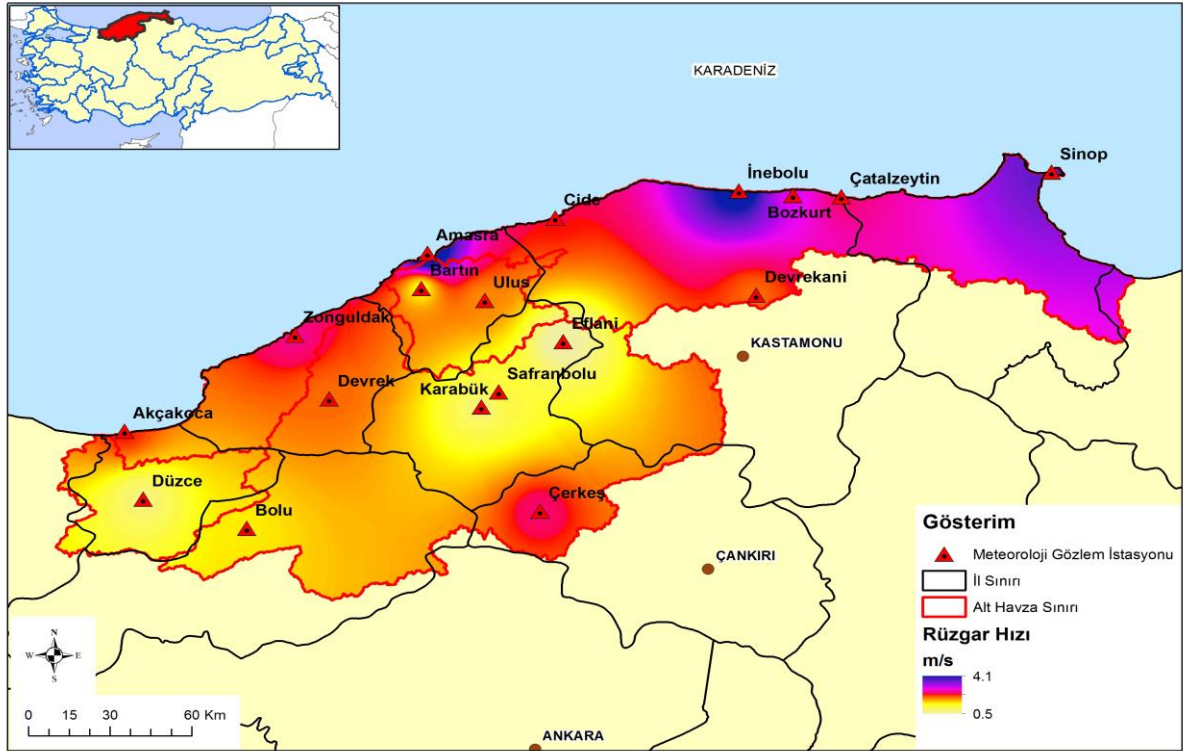 KARADENİZ
Sinop
İnebolu
Çatalzeytin
Bozkurt
Cide
Amasra
Bartın
Ulus
Devrekani
Zonguldak
Eflani
KASTAMONU
Safranbolu
Karabük
Devrek
Akçakoca
Düzce
Bolu
Çerkeş
ÇANKIRI
ANKARA
Gösterim
Meteoroloji Gözlem İstasyonu
İl Sınırı
Alt Havza Sınırı
Rüzgar Hızı
m/s
4.1
0.5
N
W E
S
0 15 30 60 Km